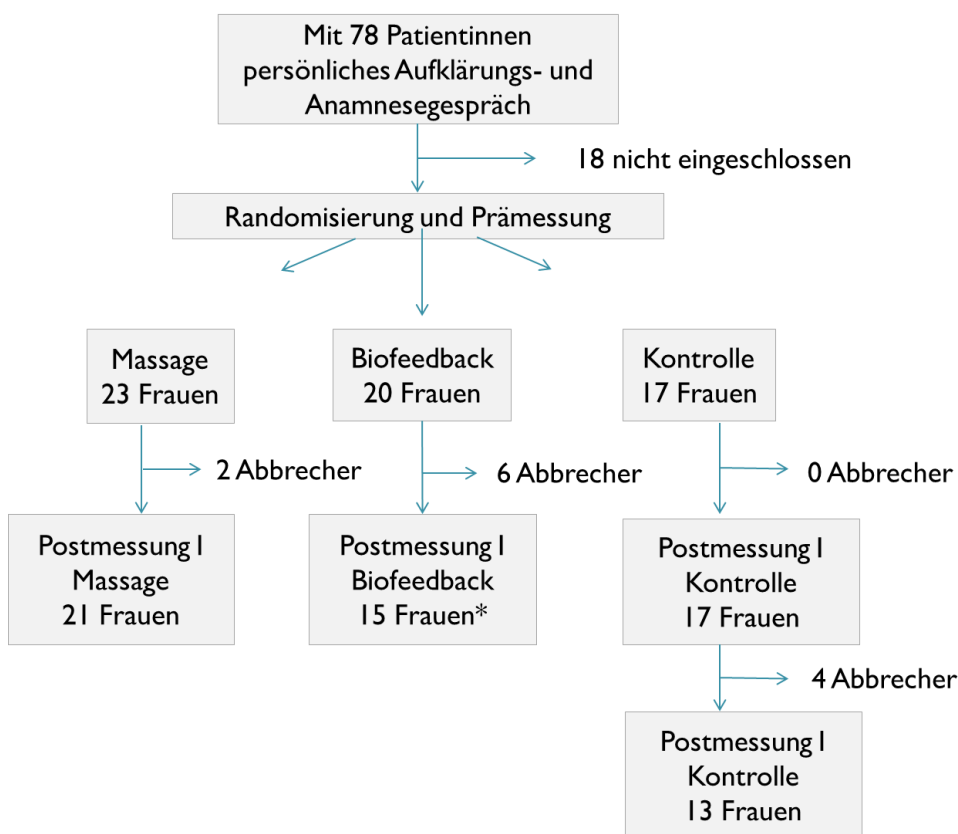 Mit 78 Patientinnen
persönliches Aufklärungs- und
Anamnesegespräch
18 nicht eingeschlossen
Randomisierung und Prämessung
Massage
23 Frauen
Biofeedback
20 Frauen
Kontrolle
17 Frauen
2 Abbrecher
6 Abbrecher
0 Abbrecher
Postmessung I
Massage
21 Frauen
Postmessung I
Biofeedback
15 Frauen*
Postmessung I
Kontrolle
17 Frauen
4 Abbrecher
Postmessung I
Kontrolle
13 Frauen